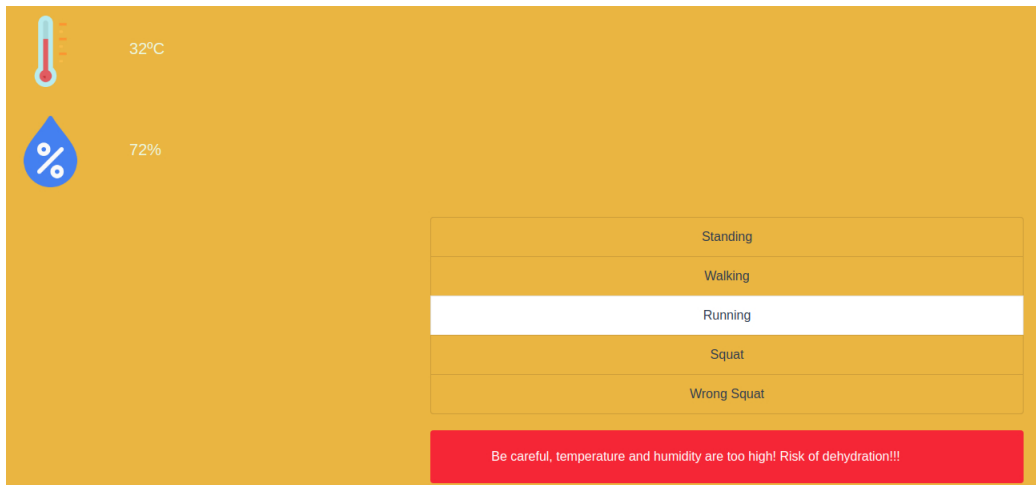 32ºC
72%
Standing
Walking
Running
Squat
Wrong Squat
Be careful, temperature and humidity are too high! Risk of dehydration!!!